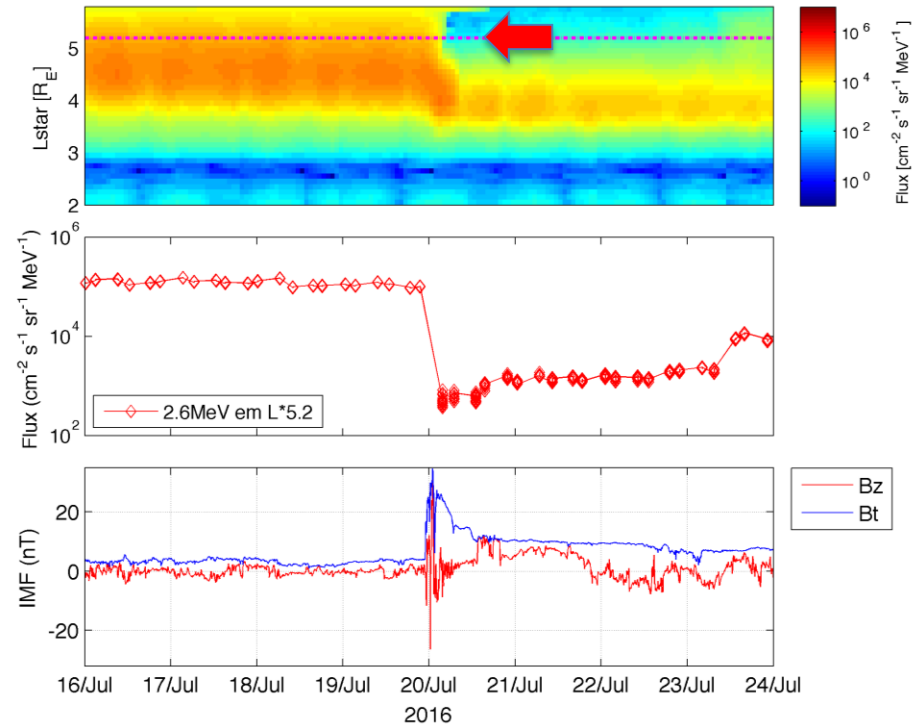 Lstar [R_E]
5
4
3
2
10^6
10^4
10^2
10^0
Flux [cm^-2 s^-1 sr^-1 MeV^-1]
Flux (cm^-2 s^-1 sr^-1 MeV^-1)
10^6
10^4
10^2
2.6MeV em L*5.2
IMF (nT)
20
0
-20
Bz
Bt
16/Jul 17/Jul 18/Jul 19/Jul 20/Jul 21/Jul 22/Jul 23/Jul 24/Jul
2016